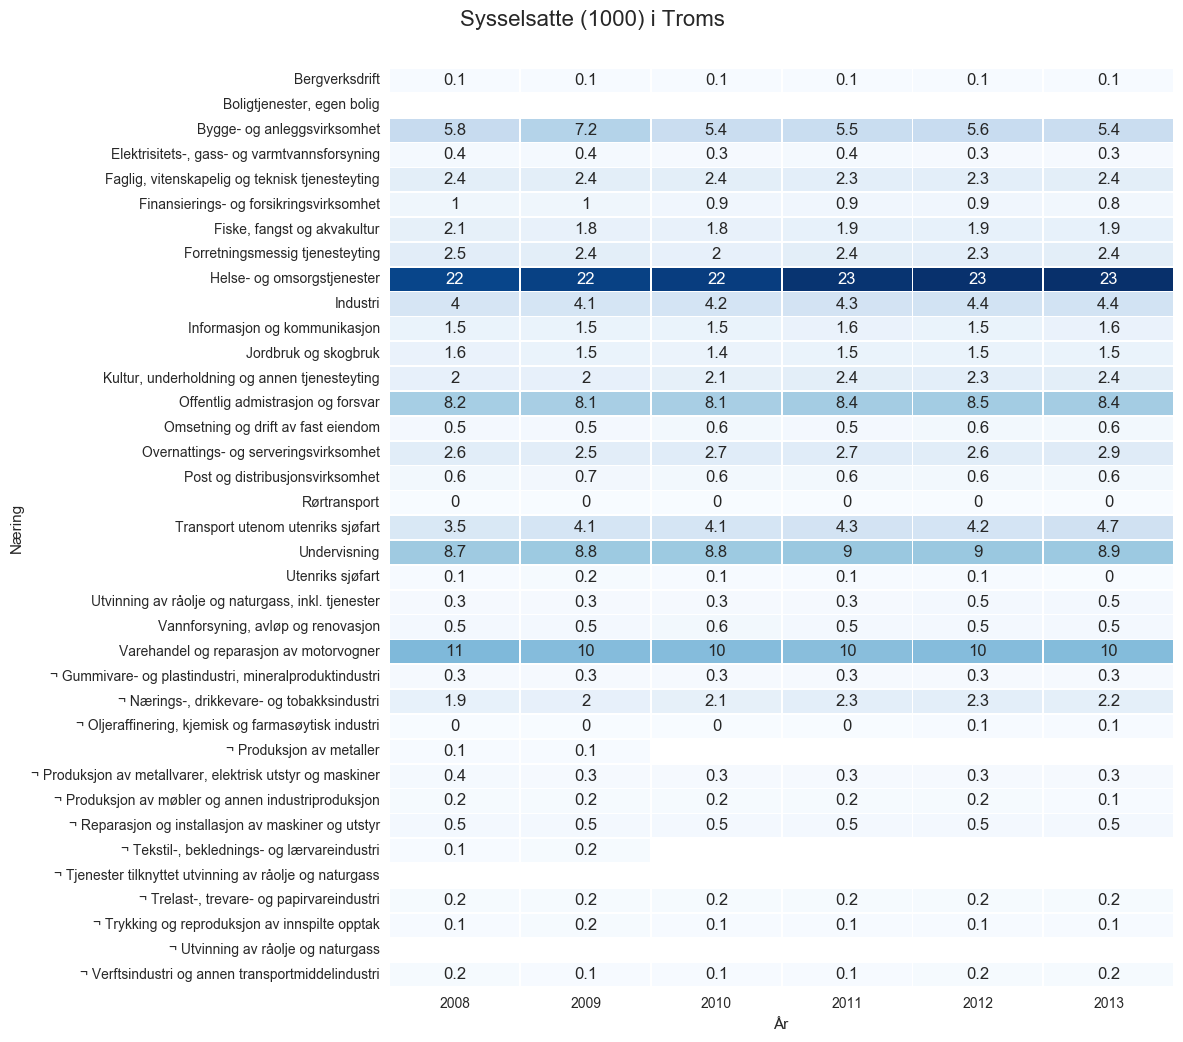 Sysselsatte (1000) i Troms
Næring
Bergverksdrift 0.1 0.1 0.1 0.1 0.1 0.1
Boligtjenester, egen bolig
Bygge- og anleggsvirksomhet 5.8 7.2 5.4 5.5 5.6 5.4
Elektrisitets-, gass- og varmtvannsforsyning 0.4 0.4 0.3 0.4 0.3 0.3
Faglig, vitenskapelig og teknisk tjenesteyting 2.4 2.4 2.4 2.3 2.3 2.4
Finansierings- og forsikringsvirksomhet 1 1 0.9 0.9 0.9 0.8
Fiske, fangst og akvakultur 2.1 1.8 1.8 1.9 1.9 1.9
Forretningsmessig tjenesteyting 2.5 2.4 2 2.4 2.3 2.4
Helse- og omsorgstjenester 22 22 22 23 23 23
Industri 4 4.1 4.2 4.3 4.4 4.4
Informasjon og kommunikasjon 1.5 1.5 1.5 1.6 1.5 1.6
Jordbruk og skogbruk 1.6 1.5 1.4 1.5 1.5 1.5
Kultur, underholdning og annen tjenesteyting 2 2 2.1 2.4 2.3 2.4
Offentlig admistrasjon og forsvar 8.2 8.1 8.1 8.4 8.5 8.4
Omsetning og drift av fast eiendom 0.5 0.5 0.6 0.5 0.6 0.6
Overnattings- og serveringsvirksomhet 2.6 2.5 2.7 2.7 2.6 2.9
Post og distribusjonsvirksomhet 0.6 0.7 0.6 0.6 0.6 0.6
Rørtransport 0 0 0 0 0 0
Transport utenom utenriks sjøfart 3.5 4.1 4.1 4.3 4.2 4.7
Undervisning 8.7 8.8 8.8 9 9 8.9
Utenriks sjøfart 0.1 0.2 0.1 0.1 0.1 0
Utvinning av råolje og naturgass, inkl. tjenester 0.3 0.3 0.3 0.3 0.5 0.5
Vannforsyning, avløp og renovasjon 0.5 0.5 0.6 0.5 0.5 0.5
Varehandel og reparasjon av motorvogner 11 10 10 10 10 10
¬ Gummivare- og plastindustri, mineralproduktindustri 0.3 0.3 0.3 0.3 0.3 0.3
¬ Nærings-, drikkevare- og tobakksindustri 1.9 2 2.1 2.3 2.3 2.2
¬ Oljeraffinering, kjemisk og farmasøytisk industri 0 0 0 0 0.1 0.1
¬ Produksjon av metaller 0.1 0.1
¬ Produksjon av metallvarer, elektrisk utstyr og maskiner 0.4 0.3 0.3 0.3 0.3 0.3
¬ Produksjon av møbler og annen industriproduksjon 0.2 0.2 0.2 0.2 0.2 0.1
¬ Reparasjon og installasjon av maskiner og utstyr 0.5 0.5 0.5 0.5 0.5 0.5
¬ Tekstil-, beklednings- og lærvareindustri 0.1 0.2
¬ Tjenester tilknyttet utvinning av råolje og naturgass
¬ Trelast-, trevare- og papirvareindustri 0.2 0.2 0.2 0.2 0.2 0.2
¬ Trykking og reproduksjon av innspilte opptak 0.1 0.2 0.1 0.1 0.1 0.1
¬ Utvinning av råolje og naturgass
¬ Verftsindustri og annen transportmiddelindustri 0.2 0.1 0.1 0.1 0.2 0.2
2008 2009 2010 2011 2012 2013
År